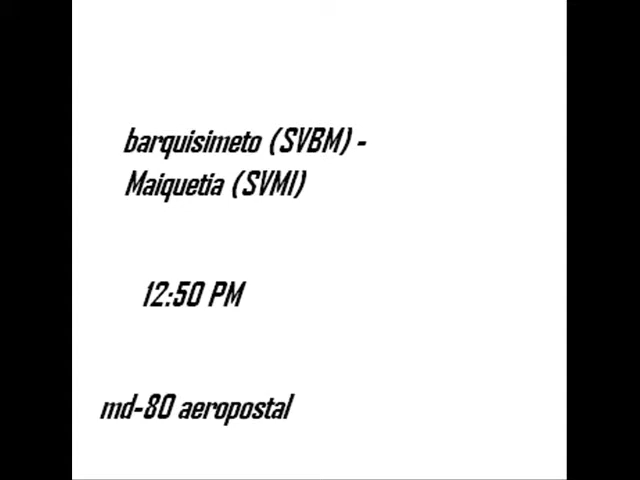 barquisimeto (SVBM) -
Maiquetia (SVMI)
12:50 PM
md-80 aeropostal